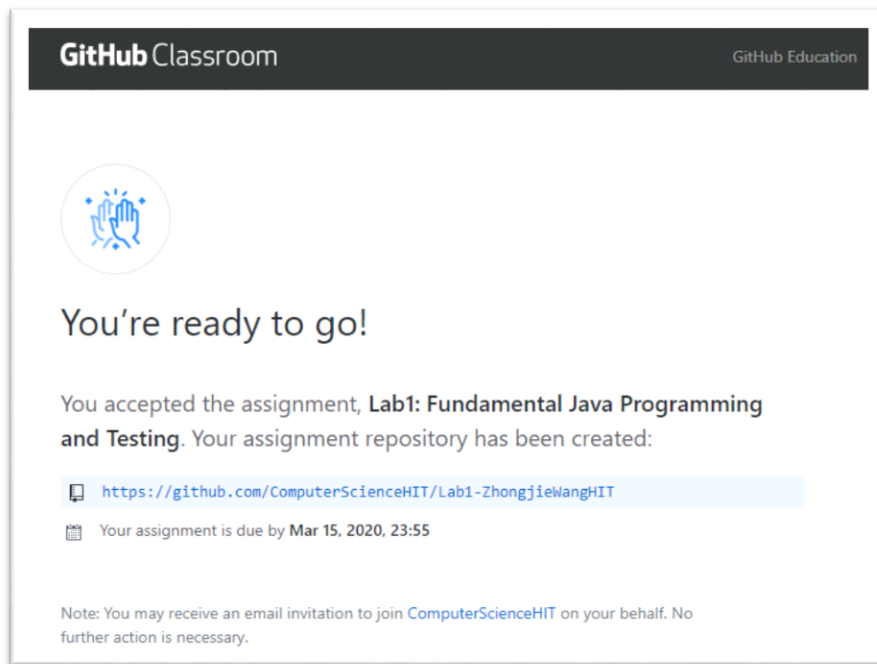 GitHub Classroom
GitHub Education
You're ready to go!
You accepted the assignment, Lab1: Fundamental Java Programming
and Testing. Your assignment repository has been created:
https://github.com/ComputerScienceHIT/Lab1-ZhongjieWangHIT
Your assignment is due by Mar 15, 2020, 23:55
Note: You may receive an email invitation to join ComputerScienceHIT on your behalf. No
further action is necessary.